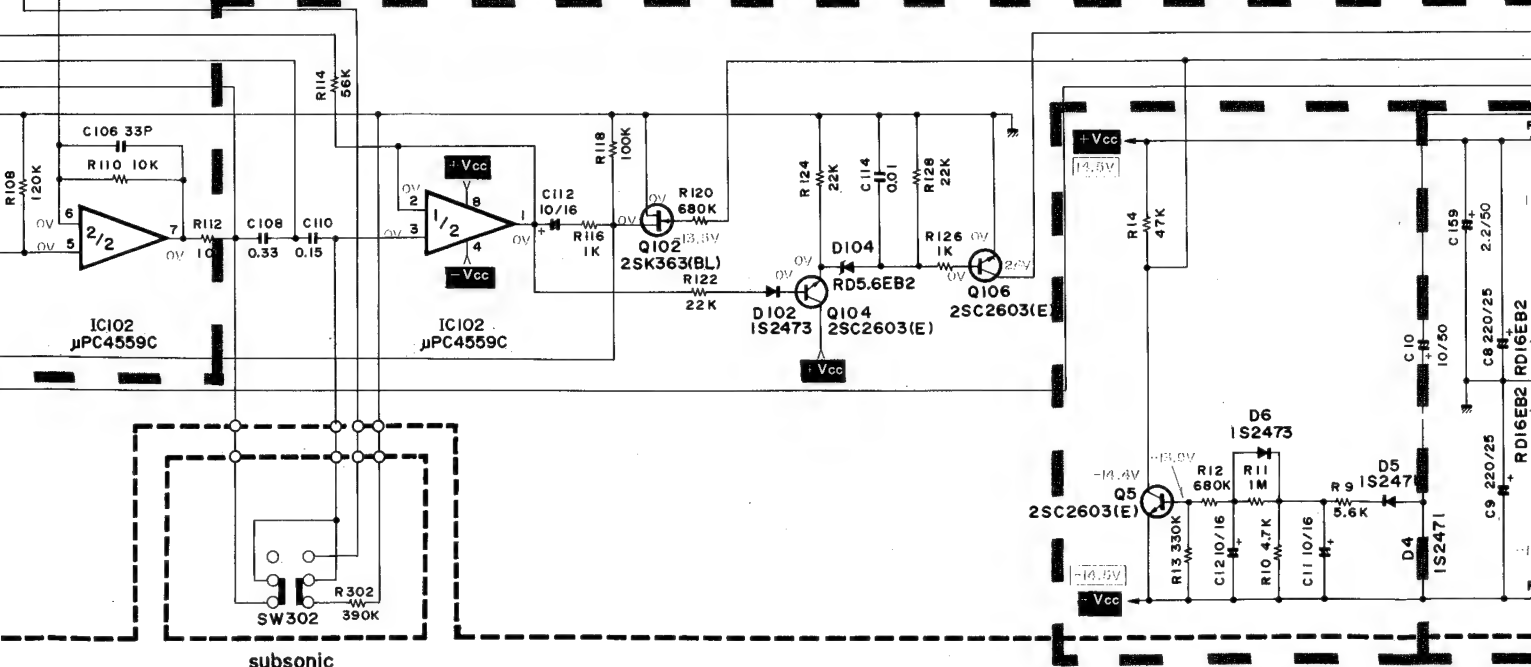 C106 33P
R110 10K
R108
120K
0V
6
0V
5
2/2
7
0V
R112
C108
0.33
C110
0.15
IC102
µPC4559C
R114
56K
+Vcc
8
0V
2
0V
3
1/2
1
0V
4
-Vcc
IC102
µPC4559C
C112
10/16
+
R116
1K
R118
100K
0V
0V
Q102
2SK363(BL)
R120
680K
-13.5V
R122
22K
D102
1S2473
0V
Q104
2SC2603(E)
+Vcc
R124
22K
C114
0.01
R128
22K
0V
D104
RD5.6EB2
R126
1K
0V
0V
Q106
2SC2603(E)
+Vcc
14.5V
R14
47K
C159
2.2/50
+
C10
10/50
+
C8 220/25
+
RD16EB2
RD16EB2
C9 220/25
+
D6
1S2473
-14.4V
-13.9V
Q5
2SC2603(E)
R12
680K
R11
1M
R9
5.6K
D5
1S2471
R13 330K
C12 10/16
+
R10 4.7K
C11 10/16
+
D4
1S2471
-14.5V
-Vcc
SW302
R302
390K
subsonic